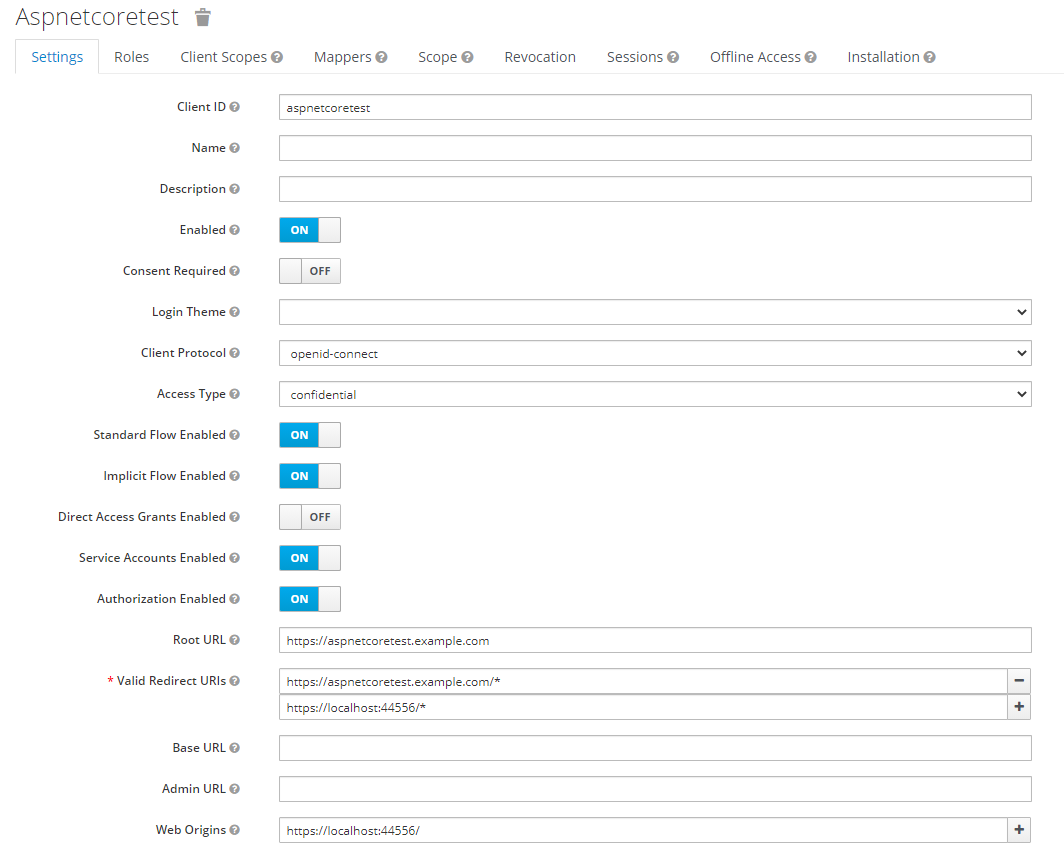 Aspnetcoretest
Settings Roles Client Scopes Mappers Scope Revocation Sessions Offline Access Installation
Client ID aspnetcoretest
Name
Description
Enabled ON
Consent Required OFF
Login Theme
Client Protocol openid-connect
Access Type confidential
Standard Flow Enabled ON
Implicit Flow Enabled ON
Direct Access Grants Enabled OFF
Service Accounts Enabled ON
Authorization Enabled ON
Root URL https://aspnetcoretest.example.com
* Valid Redirect URIs https://aspnetcoretest.example.com/*
https://localhost:44556/*
Base URL
Admin URL
Web Origins https://localhost:44556/